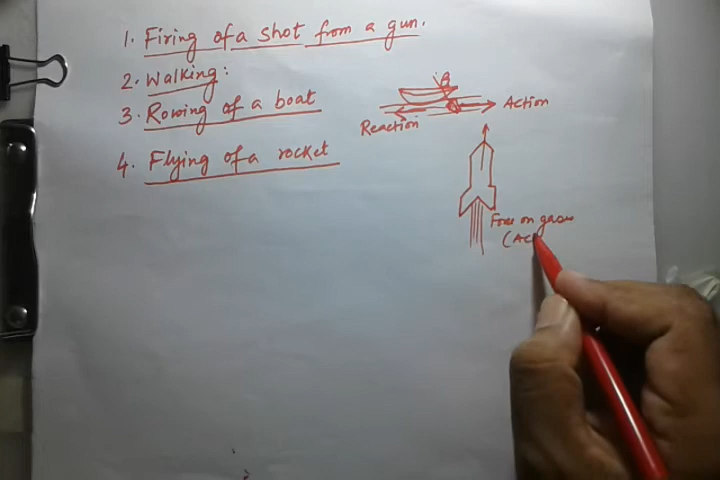 1. Firing of a shot from a gun.
2. Walking:
3. Rowing of a boat
4. Flying of a rocket
Action
Reaction
Force on gases
(Ac